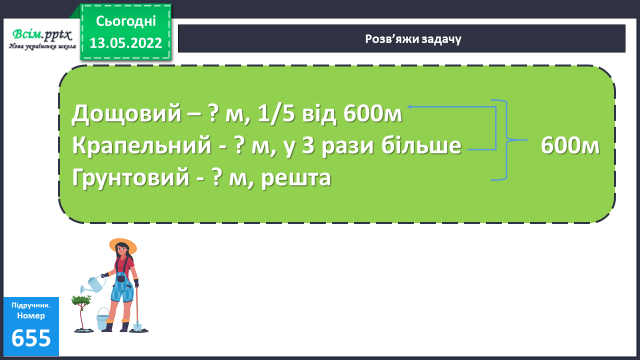 Всім.pptx
Нова українська школа
Сьогодні
13.05.2022
Розв’яжи задачу
Дощовий – ? м, 1/5 від 600м
Крапельний - ? м, у 3 рази більше
600м
Грунтовий - ? м, решта
Підручник.
Номер
655